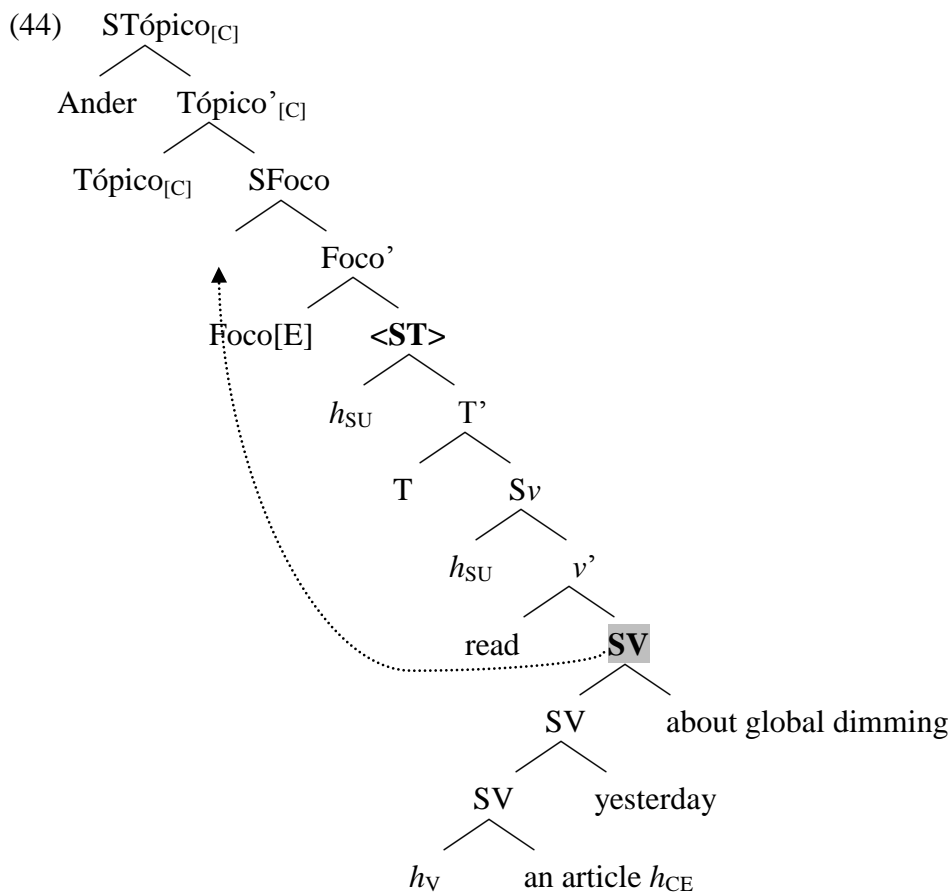 (44) STópico[C]
Ander Tópico’[C]
Tópico[C] SFoco
Foco’
Foco[E] <ST>
hSU T’
T Sv
hSU v’
read SV
SV about global dimming
SV yesterday
hV an article hCE